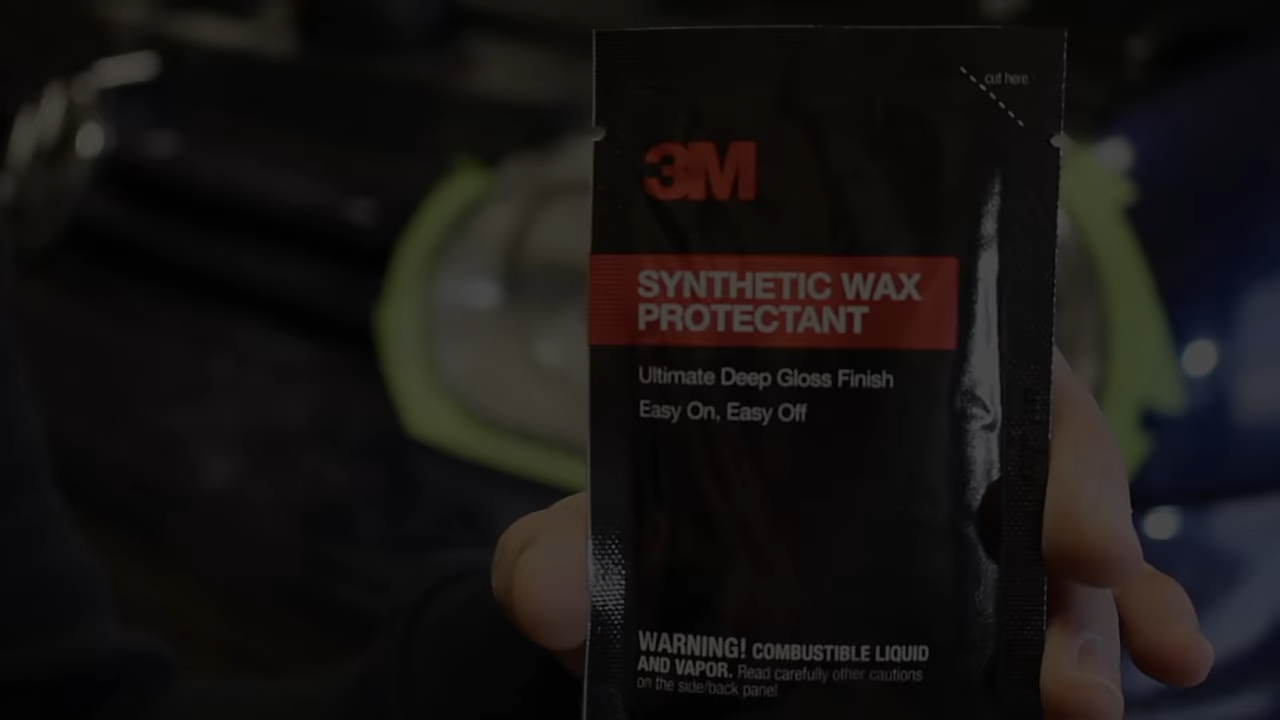 cut here
3M
SYNTHETIC WAX
PROTECTANT
Ultimate Deep Gloss Finish
Easy On, Easy Off
WARNING! COMBUSTIBLE LIQUID
AND VAPOR. Read carefully other cautions
on the side/back panel.